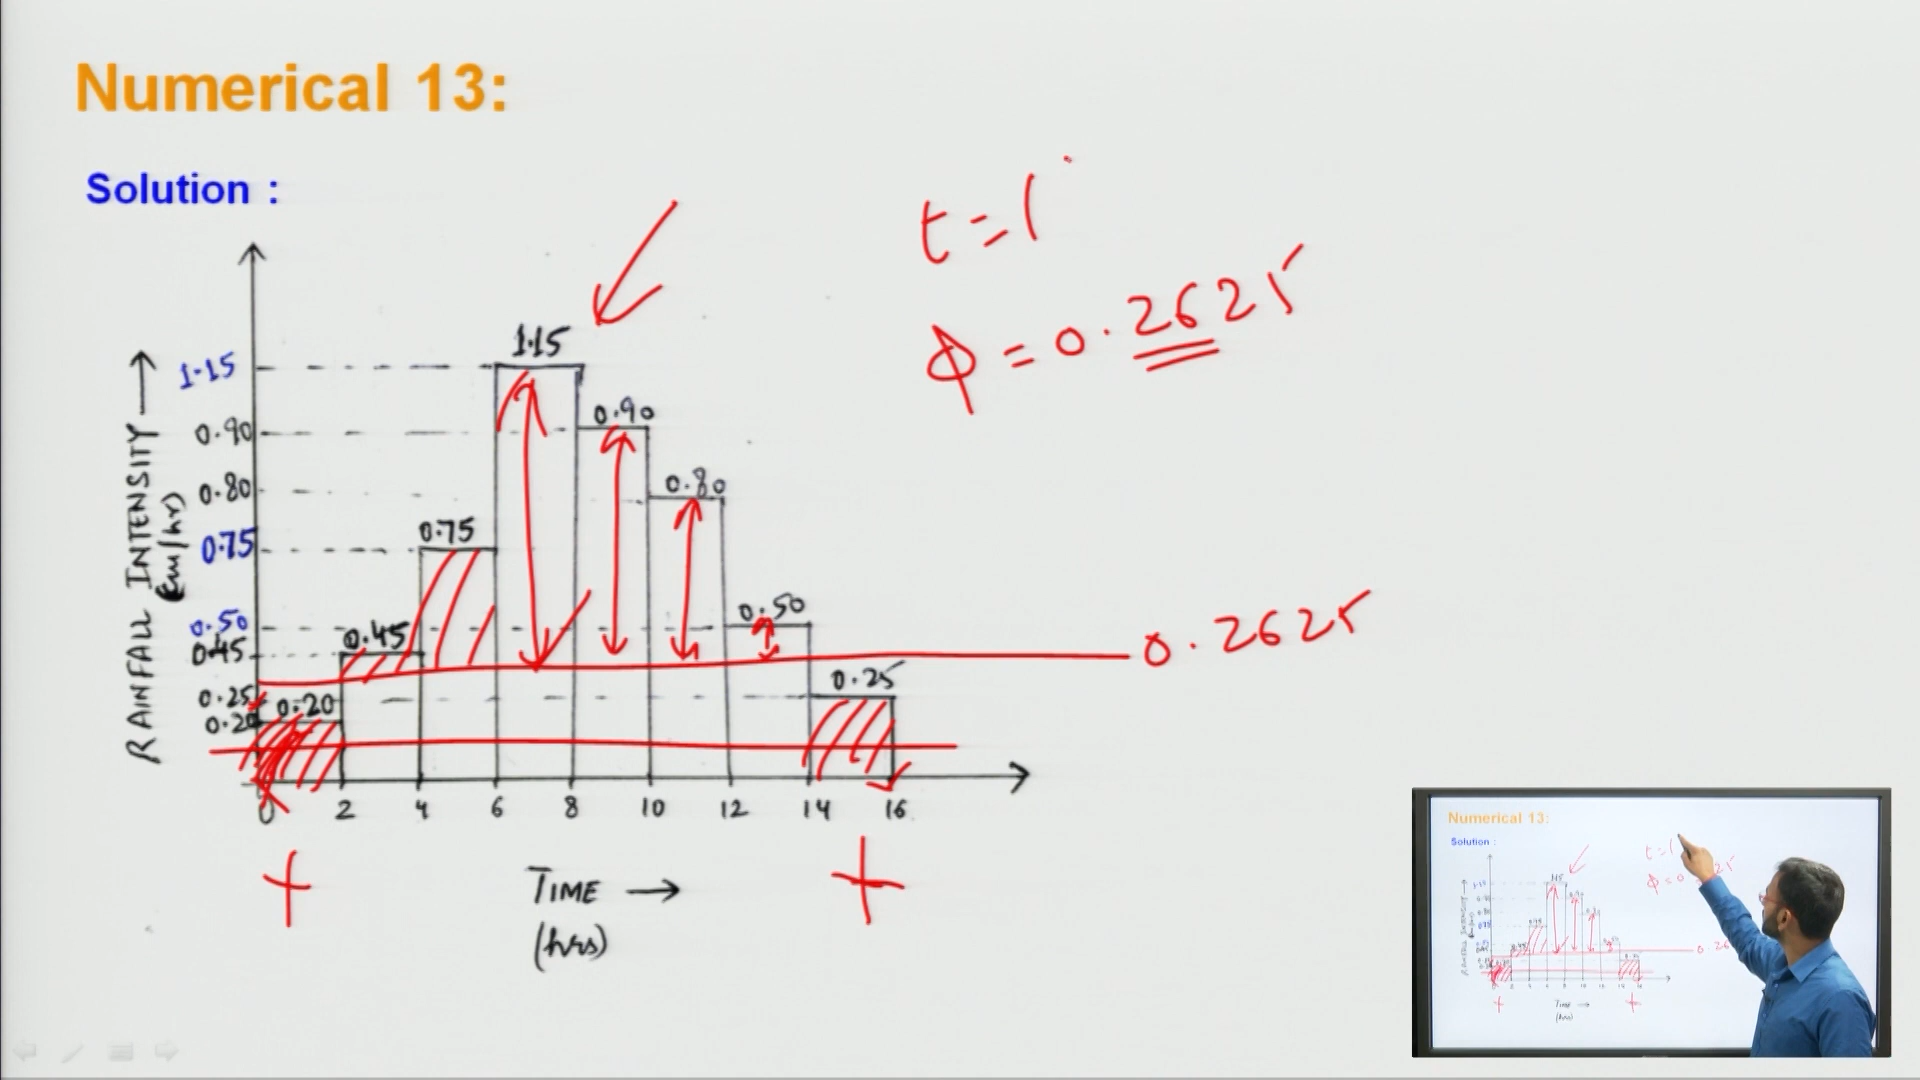 Numerical 13:
Solution :
t=1
φ = 0.2625
1.15
0.90
0.80
0.75
0.50
0.45
0.25
0.20
RAINFALL INTENSITY →
(cm/hr)
0.20
0.45
0.75
1.15
0.90
0.80
0.50
0.25
0.2625
0
2
4
6
8
10
12
14
16
+
+
TIME →
(hrs)
Numerical 13:
Solution :